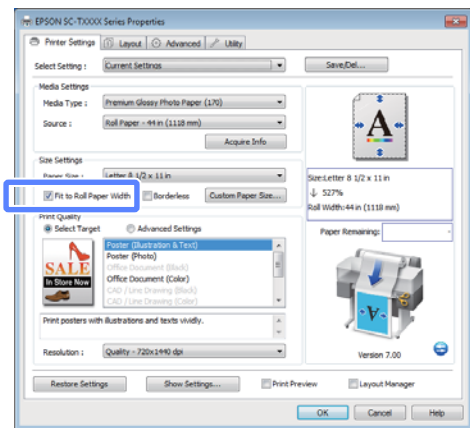 EPSON SC-TXXXX Series Properties
Printer Settings Layout Advanced Utility
Select Setting : Current Settings Save/Del...
Media Settings
Media Type : Premium Glossy Photo Paper (170)
Source : Roll Paper - 44 in (1118 mm)
Acquire Info
A
Size Settings
Paper Size : Letter 8 1/2 x 11 in
Fit to Roll Paper Width Borderless Custom Paper Size...
Size:Letter 8 1/2 x 11 in
↓ 527%
Roll Width:44 in (1118 mm)
Print Quality
Select Target Advanced Settings
Paper Remaining: -
SALE
In Store Now
Poster (Illustration & Text)
Poster (Photo)
Office Document (Black)
Office Document (Color)
CAD / Line Drawing (Black)
CAD / Line Drawing (Color)
Print posters with illustrations and texts vividly.
A
Resolution : Quality - 720x1440 dpi
Version 7.00
Restore Settings Show Settings... Print Preview Layout Manager
OK Cancel Help